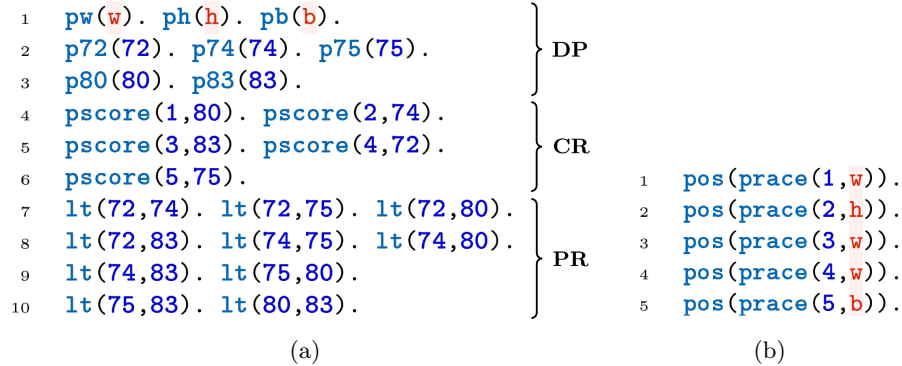 1 pw(w). ph(h). pb(b).
2 p72(72). p74(74). p75(75).
3 p80(80). p83(83).
DP
4 pscore(1,80). pscore(2,74).
5 pscore(3,83). pscore(4,72).
6 pscore(5,75).
CR
7 lt(72,74). lt(72,75). lt(72,80).
8 lt(72,83). lt(74,75). lt(74,80).
9 lt(74,83). lt(75,80).
10 lt(75,83). lt(80,83).
PR
(a)
1 pos(prace(1,w)).
2 pos(prace(2,h)).
3 pos(prace(3,w)).
4 pos(prace(4,w)).
5 pos(prace(5,b)).
(b)